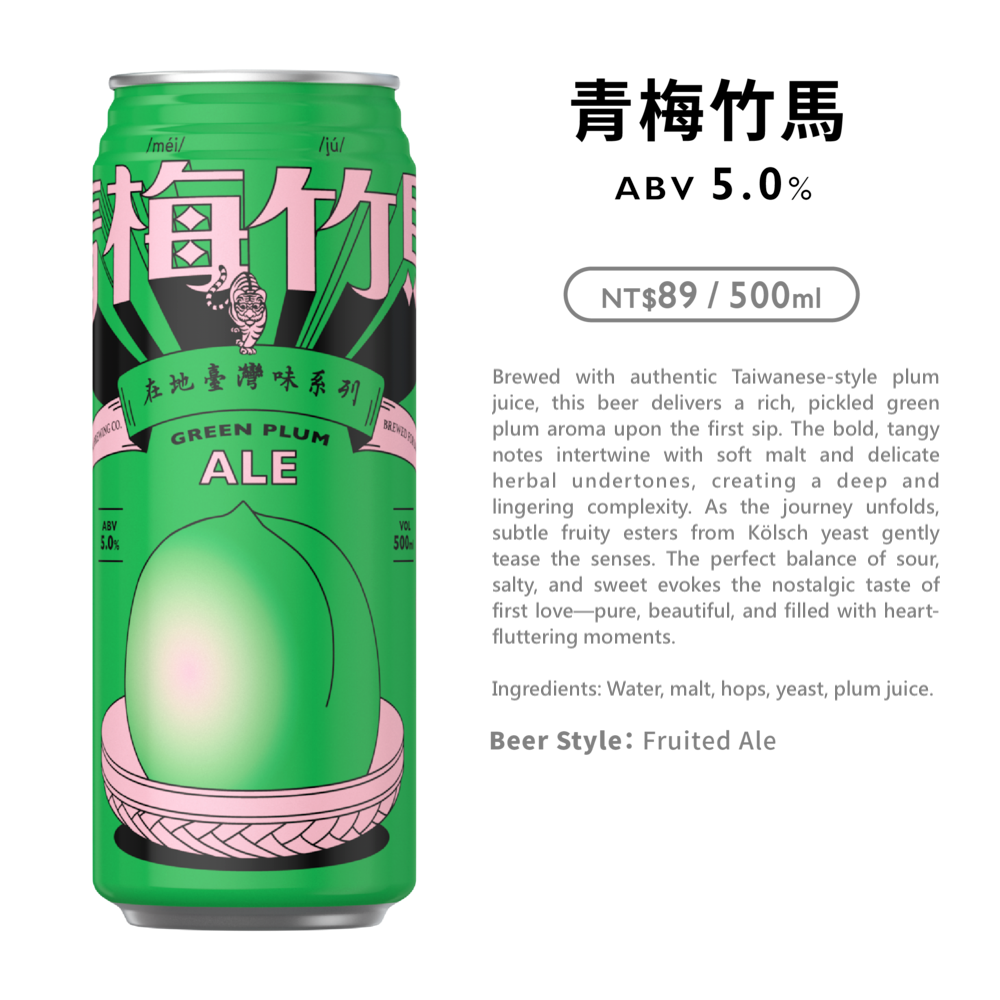 /méi/ /jú/
梅竹馬
在地臺灣味系列
BREWED
GREEN PLUM
ALE
ABV
5.0%
VOL
500ml
青梅竹馬
ABV 5.0%
NT$89 / 500ml
Brewed with authentic Taiwanese-style plum
juice, this beer delivers a rich, pickled green
plum aroma upon the first sip. The bold, tangy
notes intertwine with soft malt and delicate
herbal undertones, creating a deep and
lingering complexity. As the journey unfolds,
subtle fruity esters from Kölsch yeast gently
tease the senses. The perfect balance of sour,
salty, and sweet evokes the nostalgic taste of
first love—pure, beautiful, and filled with heart-
fluttering moments.
Ingredients: Water, malt, hops, yeast, plum juice.
Beer Style: Fruited Ale